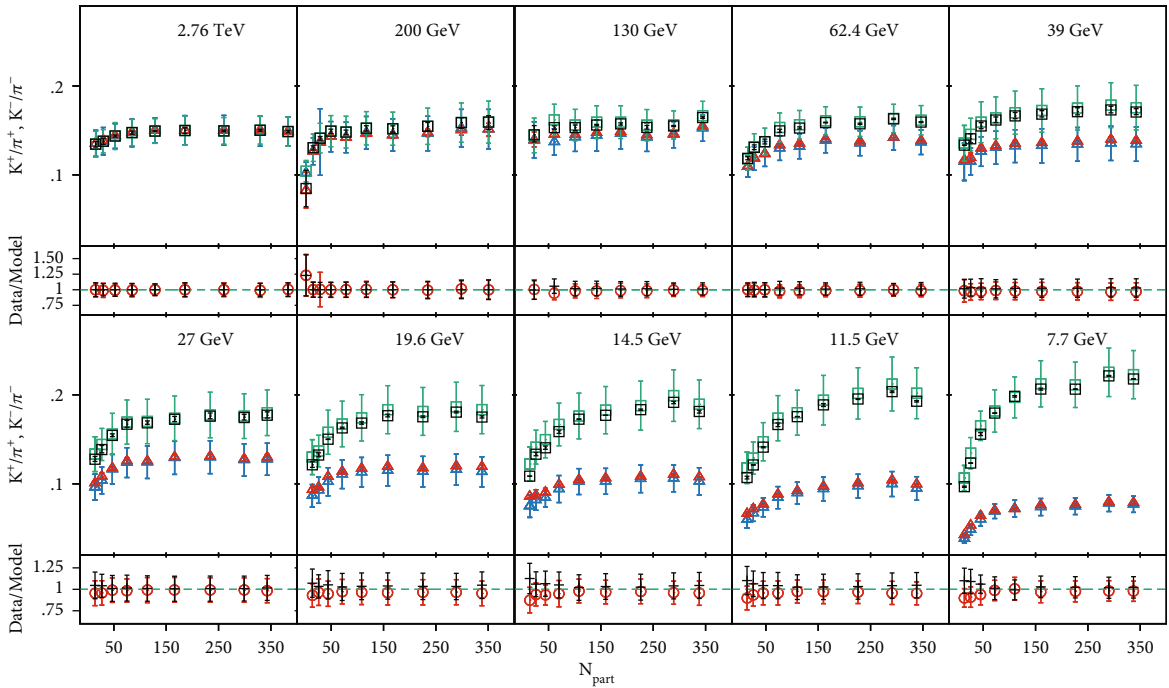 2.76 TeV
200 GeV
130 GeV
62.4 GeV
39 GeV
K⁺/π⁺, K⁻/π⁻
.2
.1
Data/Model
1.50
1.25
1
.75
27 GeV
19.6 GeV
14.5 GeV
11.5 GeV
7.7 GeV
K⁺/π⁺, K⁻/π⁻
.2
.1
Data/Model
1.25
1
.75
50 150 250 350 50 150 250 350 50 150 250 350 50 150 250 350 50 150 250 350
N_part